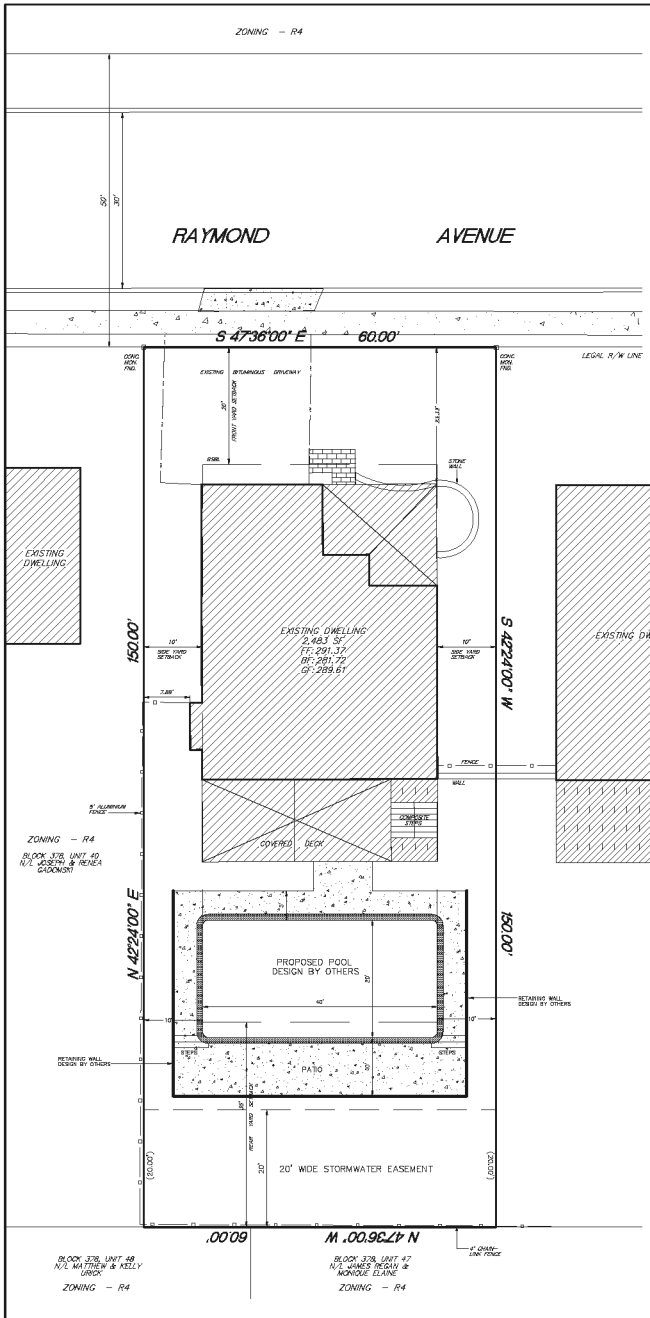 ZONING - R4
50'
30'
RAYMOND AVENUE
S 47°36'00" E 60.00'
CONC.
MON.
FND.
CONC.
MON.
FND.
LEGAL R/W LINE
EXISTING BITUMINOUS DRIVEWAY
20'
FRONT YARD SETBACK
BSBL
STONE
WALL
EXISTING
DWELLING
EXISTING DWELLING
2,483 SF
FF: 291.37
BF: 281.72
GF: 289.61
EXISTING DW
150.00'
10'
SIDE YARD
SETBACK
10'
SIDE YARD
SETBACK
S 42°24'00" W
7.88'
FENCE
WALL
5' ALUMINUM
FENCE
COMPOSITE
STEPS
COVERED DECK
ZONING - R4
BLOCK 378, UNIT 40
N/L JOSEPH & RENEA
GADOMSKI
N 42°24'00" E
150.00'
PROPOSED POOL
DESIGN BY OTHERS
20'
40'
RETAINING WALL
DESIGN BY OTHERS
10'
10'
STEPS
STEPS
RETAINING WALL
DESIGN BY OTHERS
PATIO
10'
REAR YARD SETBACK
20'
20' WIDE STORMWATER EASEMENT
(20.00')
(20.00')
60.00'
N 47°36'00" W
4' CHAIN-
LINK FENCE
BLOCK 378, UNIT 48
N/L MATTHEW & KELLY
URICK
ZONING - R4
BLOCK 378, UNIT 47
N/L JAMES REGAN &
MONIQUE ELAINE
ZONING - R4